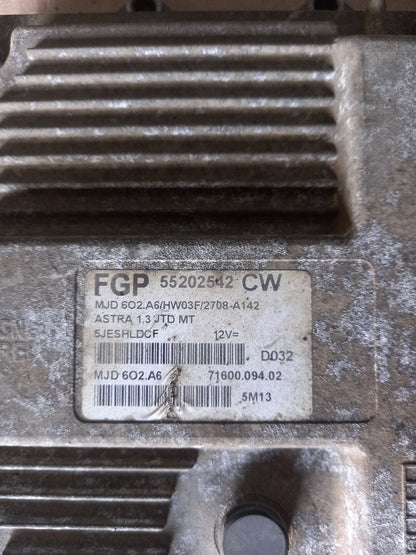 FGP 55202542 CW
MJD 6O2.A6/HW03F/2708-A142
ASTRA 1.3 JTD MT
5JESHLDCF 12V=
D032
MJD 6O2.A6 71600.094.02
5M13